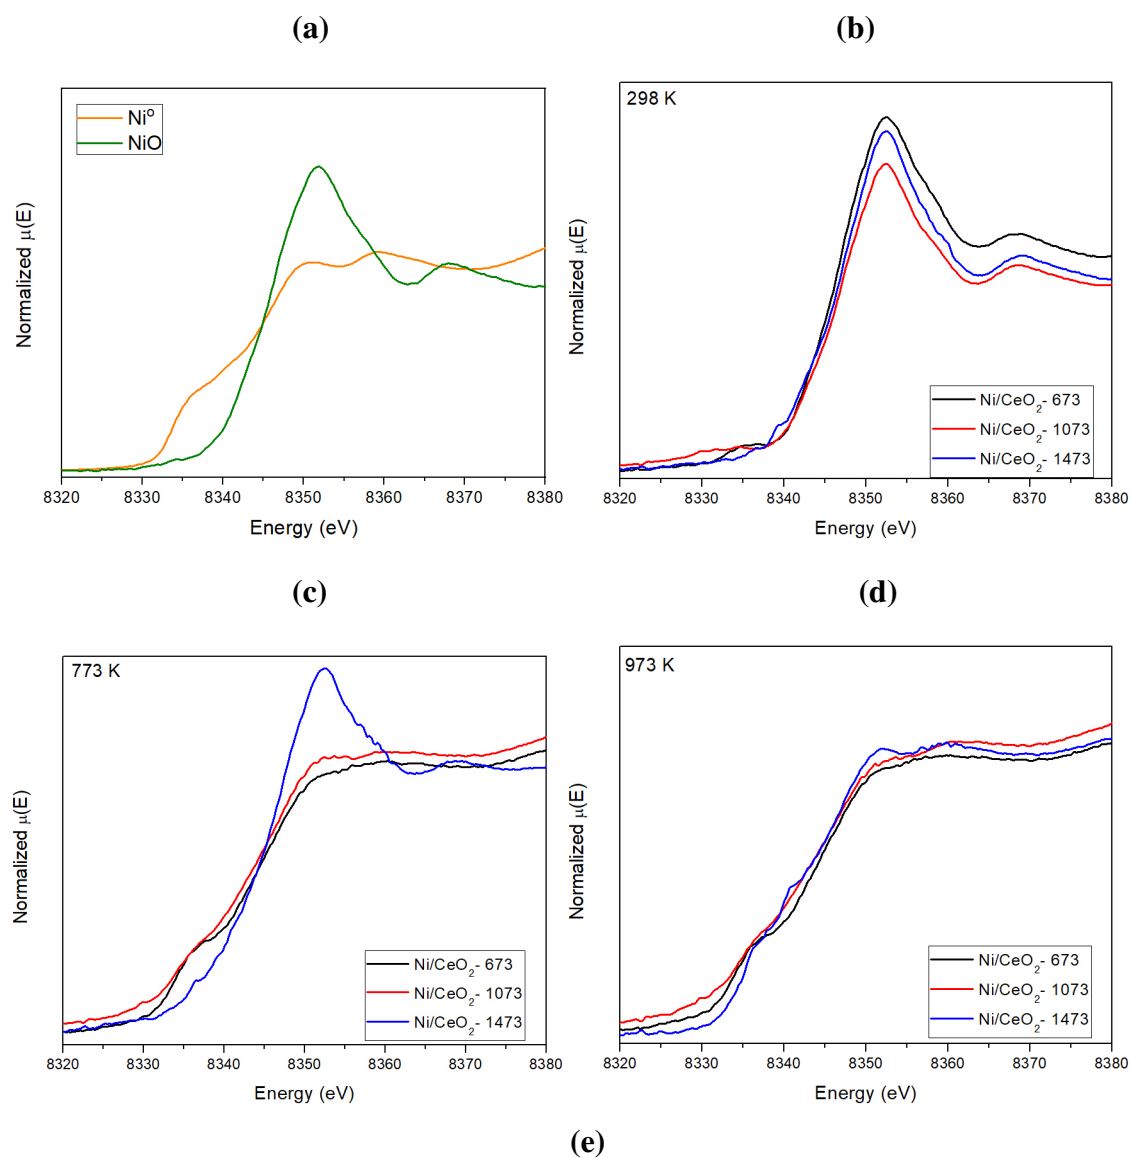 (a)
(b)
Ni⁰
NiO
Normalized μ(E)
8320 8330 8340 8350 8360 8370 8380
Energy (eV)
298 K
Normalized μ(E)
Ni/CeO₂- 673
Ni/CeO₂- 1073
Ni/CeO₂- 1473
8320 8330 8340 8350 8360 8370 8380
Energy (eV)
(c)
(d)
773 K
Normalized μ(E)
Ni/CeO₂- 673
Ni/CeO₂- 1073
Ni/CeO₂- 1473
8320 8330 8340 8350 8360 8370 8380
Energy (eV)
973 K
Normalized μ(E)
Ni/CeO₂- 673
Ni/CeO₂- 1073
Ni/CeO₂- 1473
8320 8330 8340 8350 8360 8370 8380
Energy (eV)
(e)